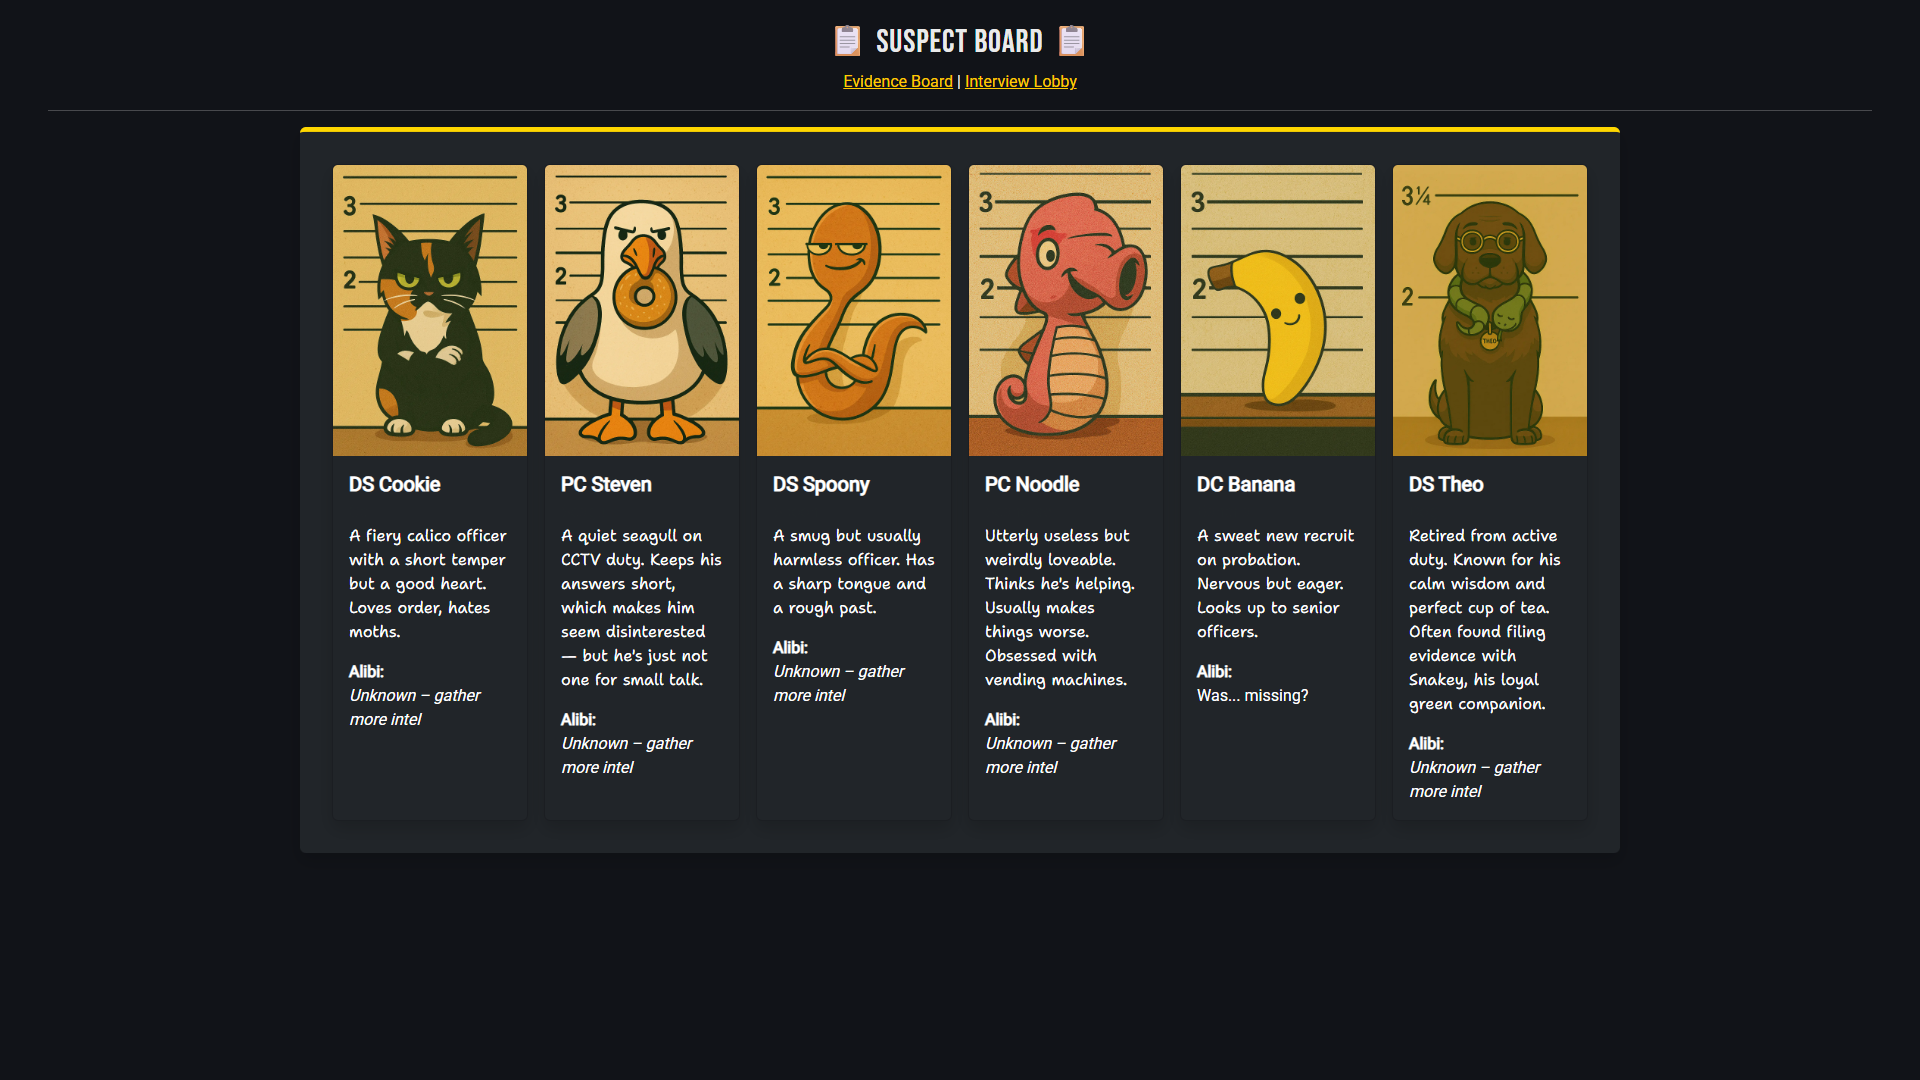 SUSPECT BOARD
Evidence Board | Interview Lobby
3
2
DS Cookie
A fiery calico officer
with a short temper
but a good heart.
Loves order, hates
moths.
Alibi:
Unknown – gather
more intel
3
2
PC Steven
A quiet seagull on
CCTV duty. Keeps his
answers short,
which makes him
seem disinterested
— but he's just not
one for small talk.
Alibi:
Unknown – gather
more intel
3
2
DS Spoony
A smug but usually
harmless officer. Has
a sharp tongue and
a rough past.
Alibi:
Unknown – gather
more intel
3
2
PC Noodle
Utterly useless but
weirdly loveable.
Thinks he's helping.
Usually makes
things worse.
Obsessed with
vending machines.
Alibi:
Unknown – gather
more intel
3
2
DC Banana
A sweet new recruit
on probation.
Nervous but eager.
Looks up to senior
officers.
Alibi:
Was... missing?
3¼
2
THEO
DS Theo
Retired from active
duty. Known for his
calm wisdom and
perfect cup of tea.
Often found filing
evidence with
Snakey, his loyal
green companion.
Alibi:
Unknown – gather
more intel